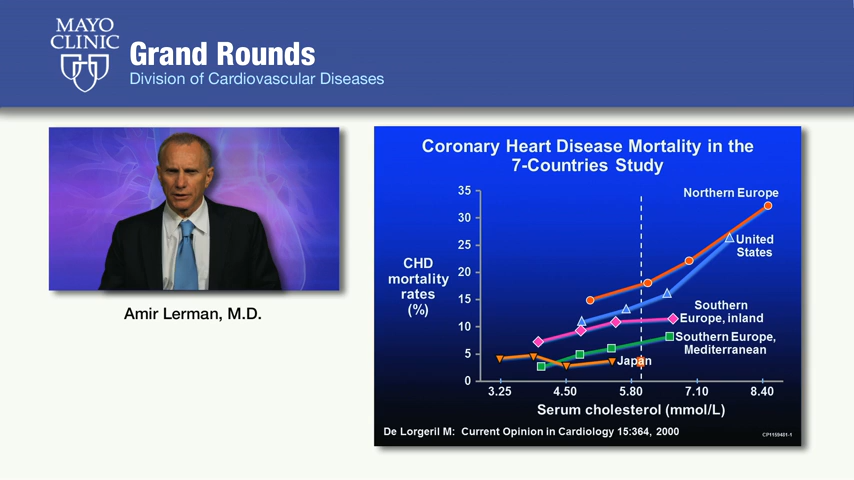 MAYO
CLINIC
Grand Rounds
Division of Cardiovascular Diseases
Amir Lerman, M.D.
Coronary Heart Disease Mortality in the
7-Countries Study
CHD
mortality
rates
(%)
35
30
25
20
15
10
5
0
Northern Europe
United
States
Southern
Europe, inland
Southern Europe,
Mediterranean
Japan
3.25 4.50 5.80 7.10 8.40
Serum cholesterol (mmol/L)
De Lorgeril M: Current Opinion in Cardiology 15:364, 2000
CP1159481-1